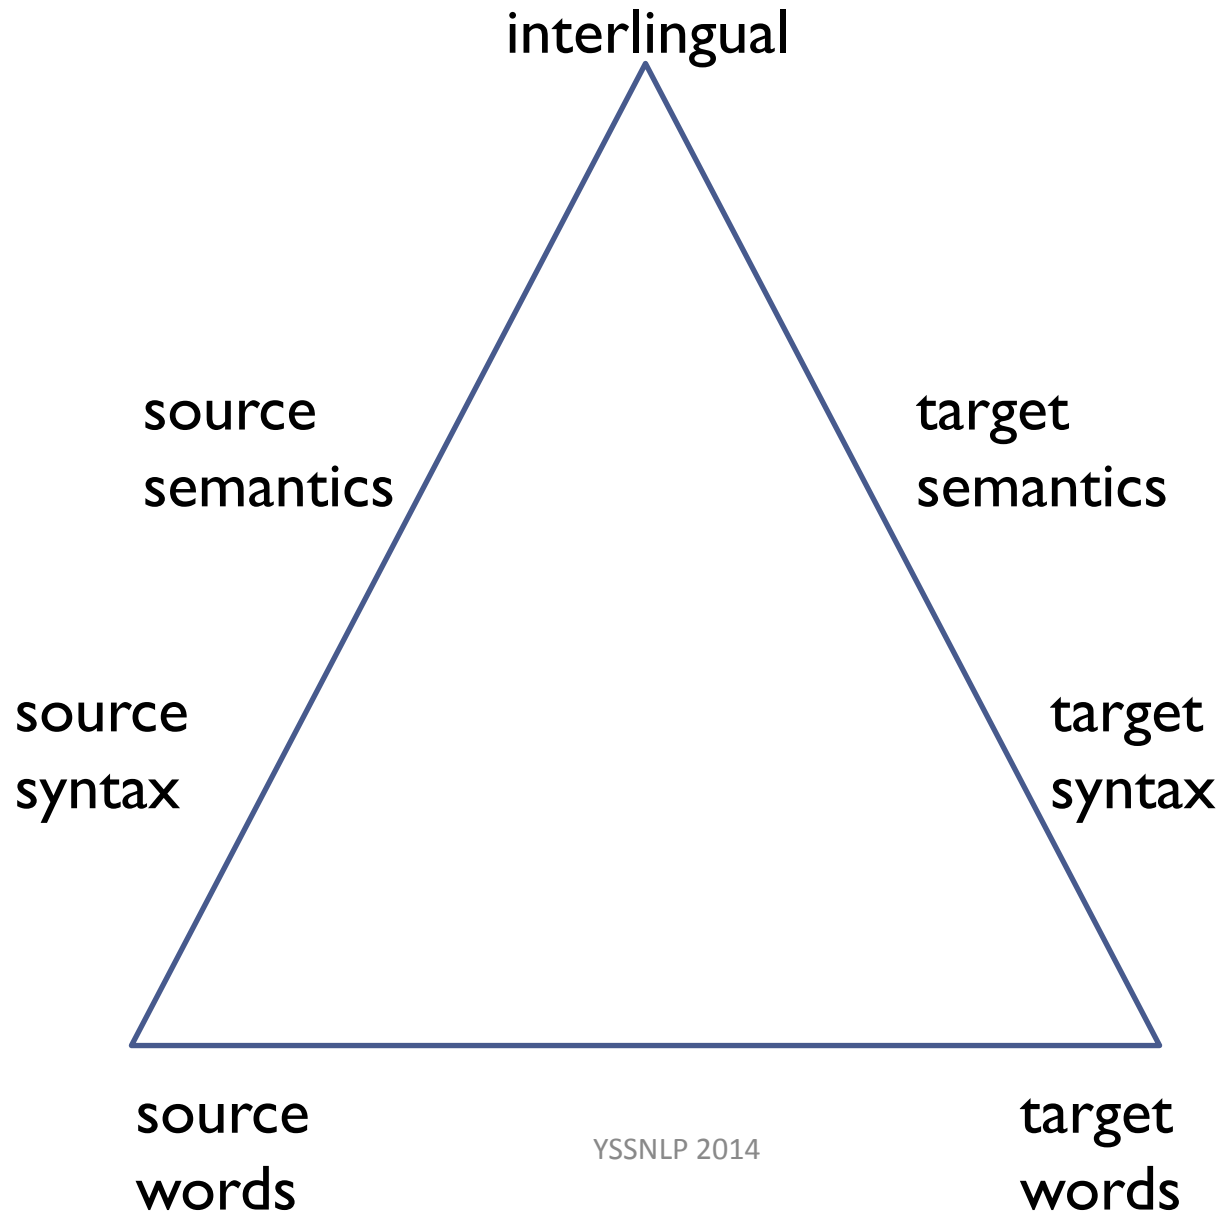 interlingual
source
semantics
target
semantics
source
syntax
target
syntax
source
words
YSSNLP 2014
target
words